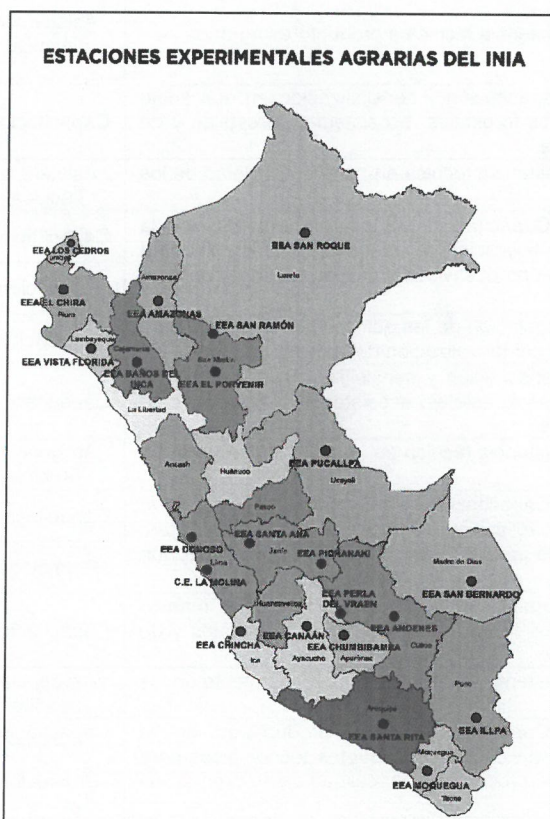 ESTACIONES EXPERIMENTALES AGRARIAS DEL INIA
EEA SAN ROQUE
Loreto
EEA LOS CEDROS
Amazonas
EEA EL CHIRA
Piura
EEA AMAZONAS
EEA SAN RAMÓN
Lambayeque
EEA VISTA FLORIDA
Cajamarca
EEA BAÑOS DEL
INCA
San Martín
EEA EL PORVENIR
La Libertad
Ancash
Huánuco
EEA PUCALLPA
Ucayali
Pasco
EEA SANTA ANA
EEA DONOSO
Lima
Junín
EEA PICHANAKI
C.E. LA MOLINA
Madre de Dios
EEA SAN BERNARDO
Huancavelica
EEA PERLA
DEL VRAEM
EEA ANDENES
Cusco
EEA CHINCHA
EEA CANAÁN
EEA CHUMBIBAMBA
Ica
Ayacucho
Apurímac
Puno
Arequipa
EEA SANTA RITA
EEA ILLPA
Moquegua
EEA MOQUEGUA
Tacna